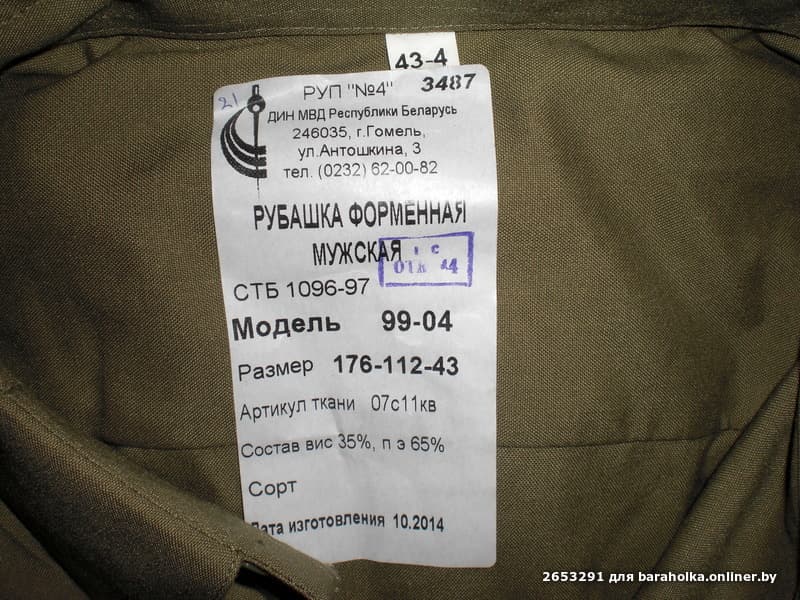 43-4
21
РУП "№4" 3487
ДИН МВД Республики Беларусь
246035, г.Гомель,
ул.Антошкина, 3
тел. (0232) 62-00-82
РУБАШКА ФОРМЕННАЯ
МУЖСКАЯ
СТБ 1096-97
Модель 99-04
Размер 176-112-43
Артикул ткани 07с11кв
Состав вис 35%, п э 65%
Сорт
Дата изготовления 10.2014
2653291 для baraholka.onliner.by